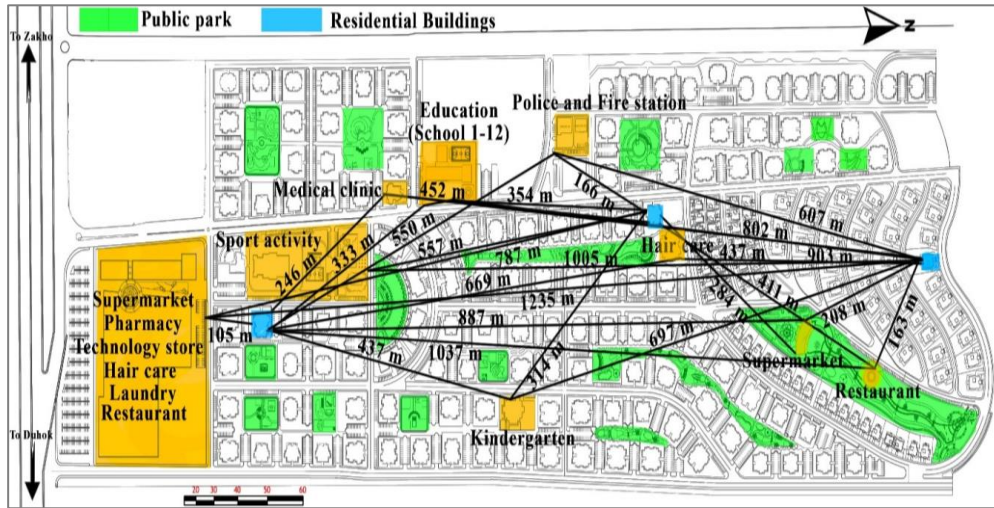 Public park
Residential Buildings
To Zakho
N
Police and Fire station
Education
(School 1-12)
Medical clinic
452 m
354 m
166 m
607 m
Sport activity
550 m
802 m
333 m
557 m
Hair care
437 m
903 m
246 m
787 m
1005 m
669 m
411 m
1235 m
284 m
208 m
Supermarket
887 m
163 m
Pharmacy
105 m
697 m
Technology store
437 m
1037 m
314 m
Supermarket
Hair care
Restaurant
Laundry
Restaurant
To Duhok
Kindergarten
20 30 40 50 60